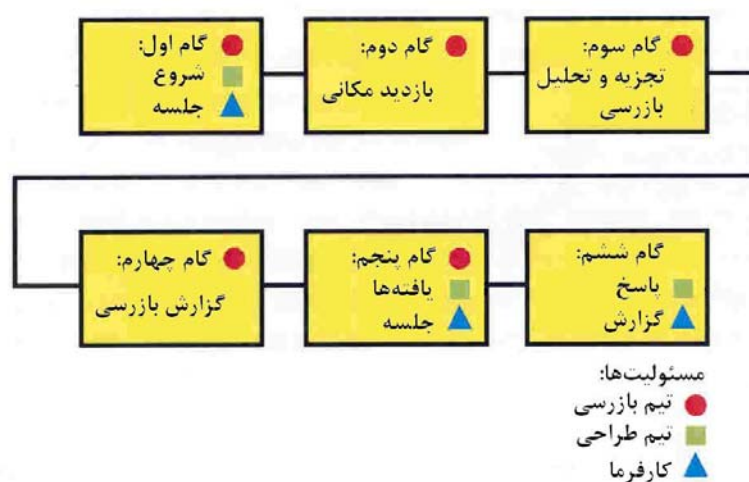 گام اول:
شروع
جلسه
گام دوم:
بازدید مکانی
گام سوم:
تجزیه و تحلیل
بازرسی
گام چهارم:
گزارش بازرسی
گام پنجم:
یافته‌ها
جلسه
گام ششم:
پاسخ
گزارش
مسئولیت‌ها:
تیم بازرسی
تیم طراحی
کارفرما